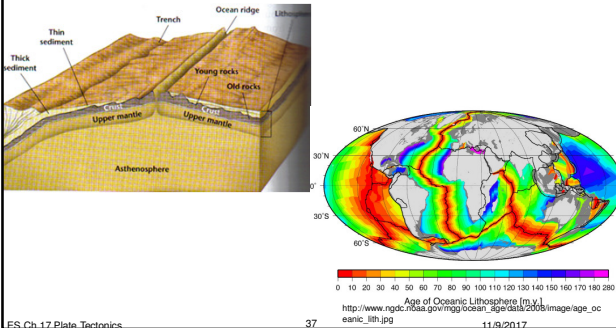 Ocean ridge
Lithosphere
Trench
Thin
sediment
Thick
sediment
Young rocks
Old rocks
Crust
Crust
Upper mantle
Upper mantle
Asthenosphere
60°N
30°N
0°
30°S
60°S
0 10 20 30 40 50 60 70 80 90 100 110 120 130 140 150 160 180 280
Age of Oceanic Lithosphere [m.y.]
http://www.ngdc.noaa.gov/mgg/ocean_age/data/2008/image/age_oc
eanic_lith.jpg
ES Ch 17 Plate Tectonics
37
11/9/2017